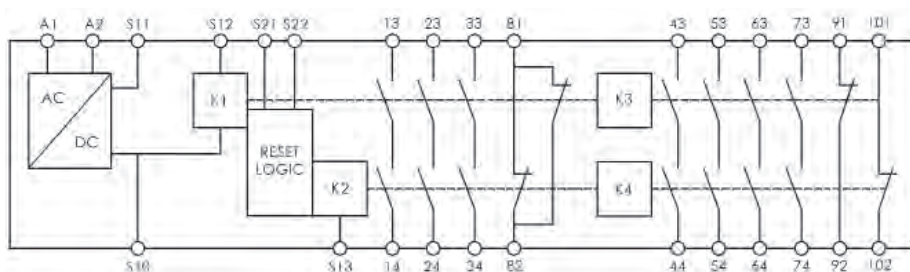 A1 A2 S11 S12 S21 S22 13 23 33 81 43 53 63 73 91 101
AC
DC
K1
K3
RESET
LOGIC
K2
K4
S10 S13 14 24 34 82 44 54 64 74 92 102